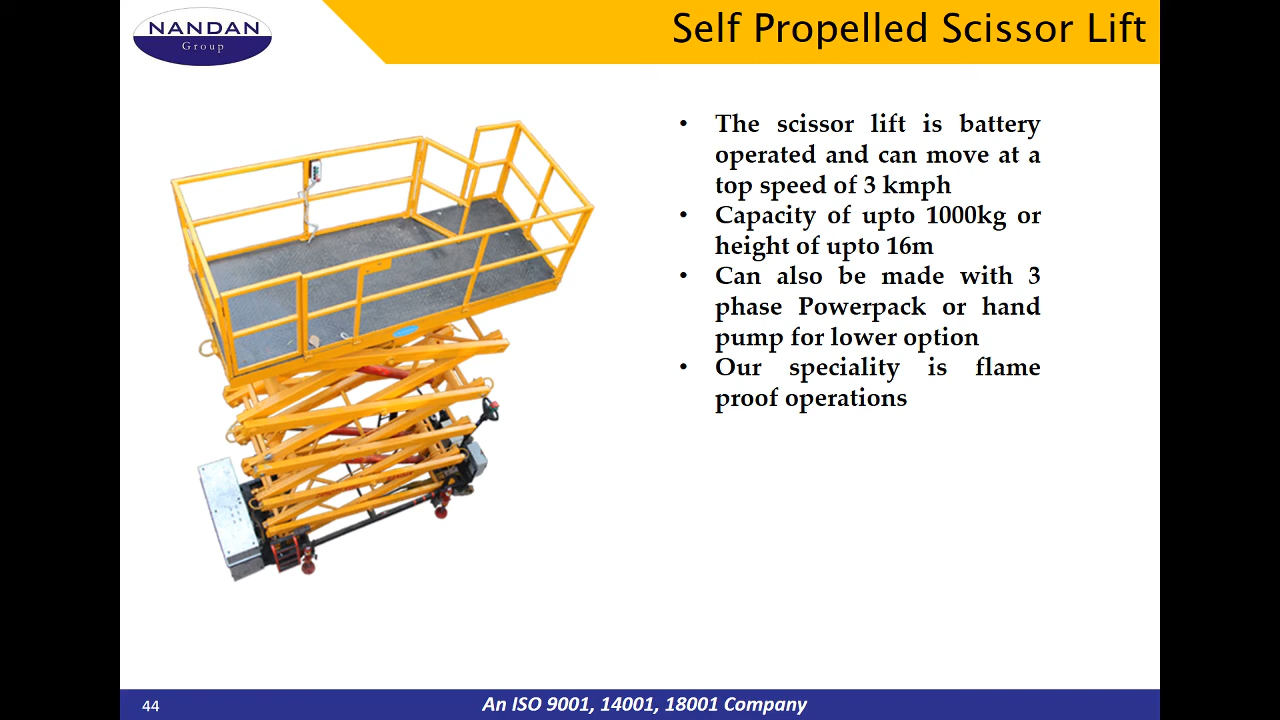 NANDAN
Group
Self Propelled Scissor Lift
• The scissor lift is battery
operated and can move at a
top speed of 3 kmph
• Capacity of upto 1000kg or
height of upto 16m
• Can also be made with 3
phase Powerpack or hand
pump for lower option
• Our speciality is flame
proof operations
44
An ISO 9001, 14001, 18001 Company